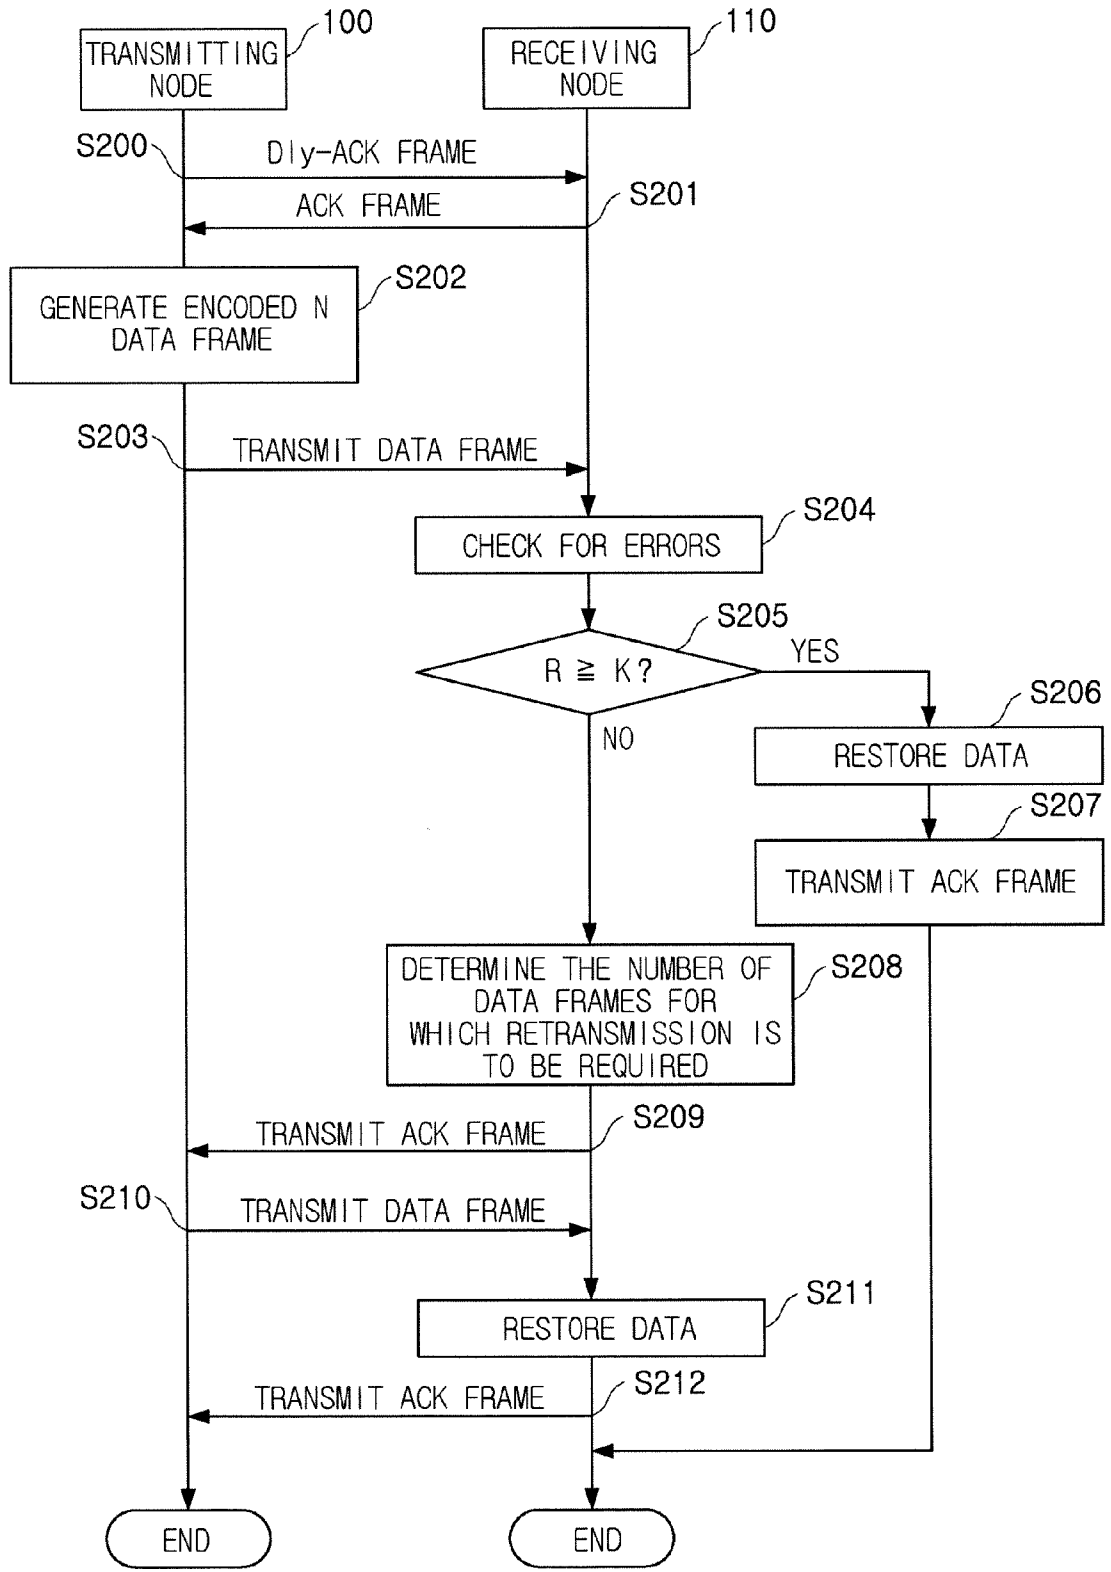 100
TRANSMITTING
NODE
110
RECEIVING
NODE
S200
Dly-ACK FRAME
ACK FRAME
S201
S202
GENERATE ENCODED N
DATA FRAME
S203
TRANSMIT DATA FRAME
S204
CHECK FOR ERRORS
S205
R ≧ K?
YES
NO
S206
RESTORE DATA
S207
TRANSMIT ACK FRAME
S208
DETERMINE THE NUMBER OF
DATA FRAMES FOR
WHICH RETRANSMISSION IS
TO BE REQUIRED
S209
TRANSMIT ACK FRAME
S210
TRANSMIT DATA FRAME
S211
RESTORE DATA
S212
TRANSMIT ACK FRAME
END
END